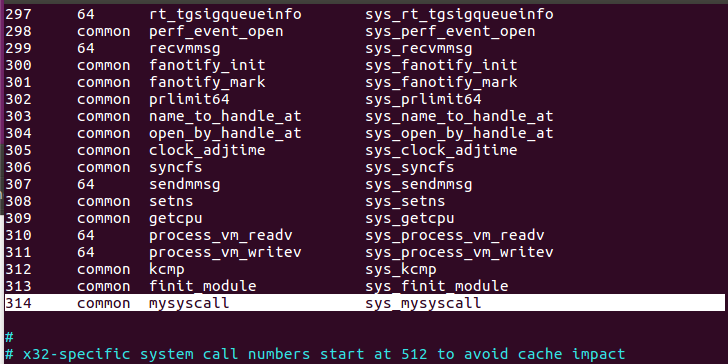 297 64 rt_tgsigqueueinfo sys_rt_tgsigqueueinfo
298 common perf_event_open sys_perf_event_open
299 64 recvmmsg sys_recvmmsg
300 common fanotify_init sys_fanotify_init
301 common fanotify_mark sys_fanotify_mark
302 common prlimit64 sys_prlimit64
303 common name_to_handle_at sys_name_to_handle_at
304 common open_by_handle_at sys_open_by_handle_at
305 common clock_adjtime sys_clock_adjtime
306 common syncfs sys_syncfs
307 64 sendmmsg sys_sendmmsg
308 common setns sys_setns
309 common getcpu sys_getcpu
310 64 process_vm_readv sys_process_vm_readv
311 64 process_vm_writev sys_process_vm_writev
312 common kcmp sys_kcmp
313 common finit_module sys_finit_module
314 common mysyscall sys_mysyscall
#
# x32-specific system call numbers start at 512 to avoid cache impact